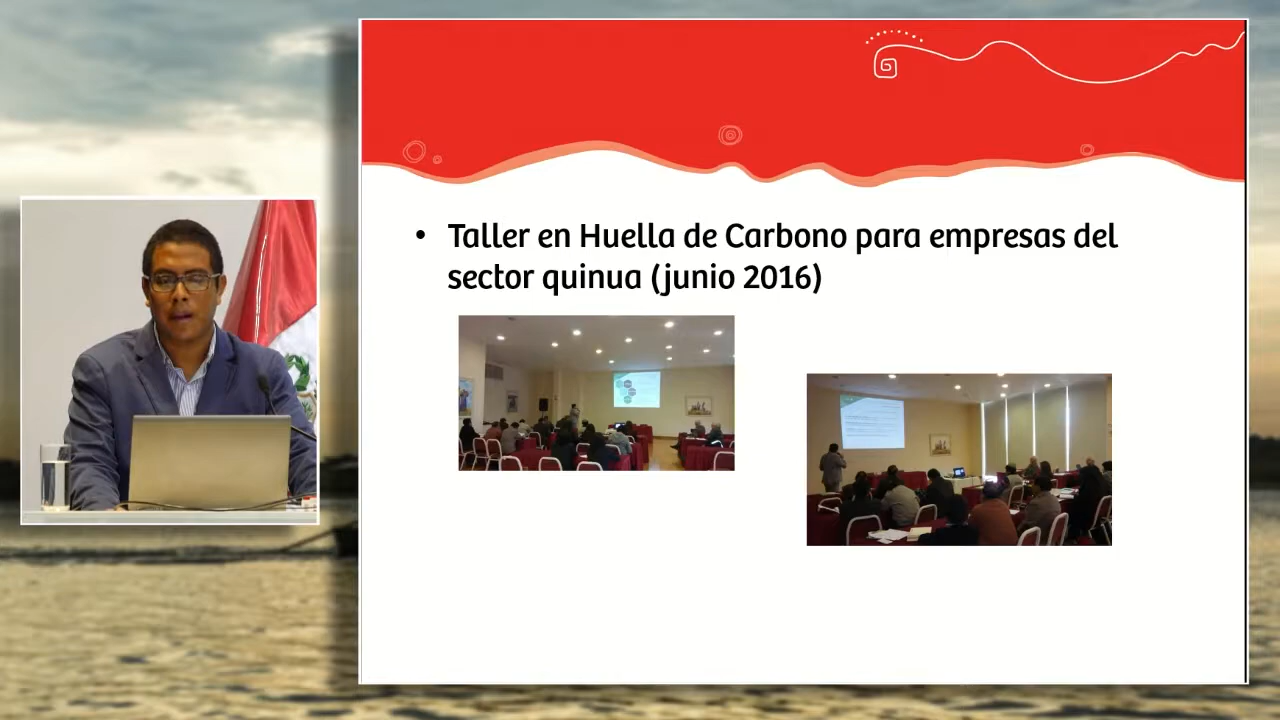 • Taller en Huella de Carbono para empresas del
sector quinua (junio 2016)